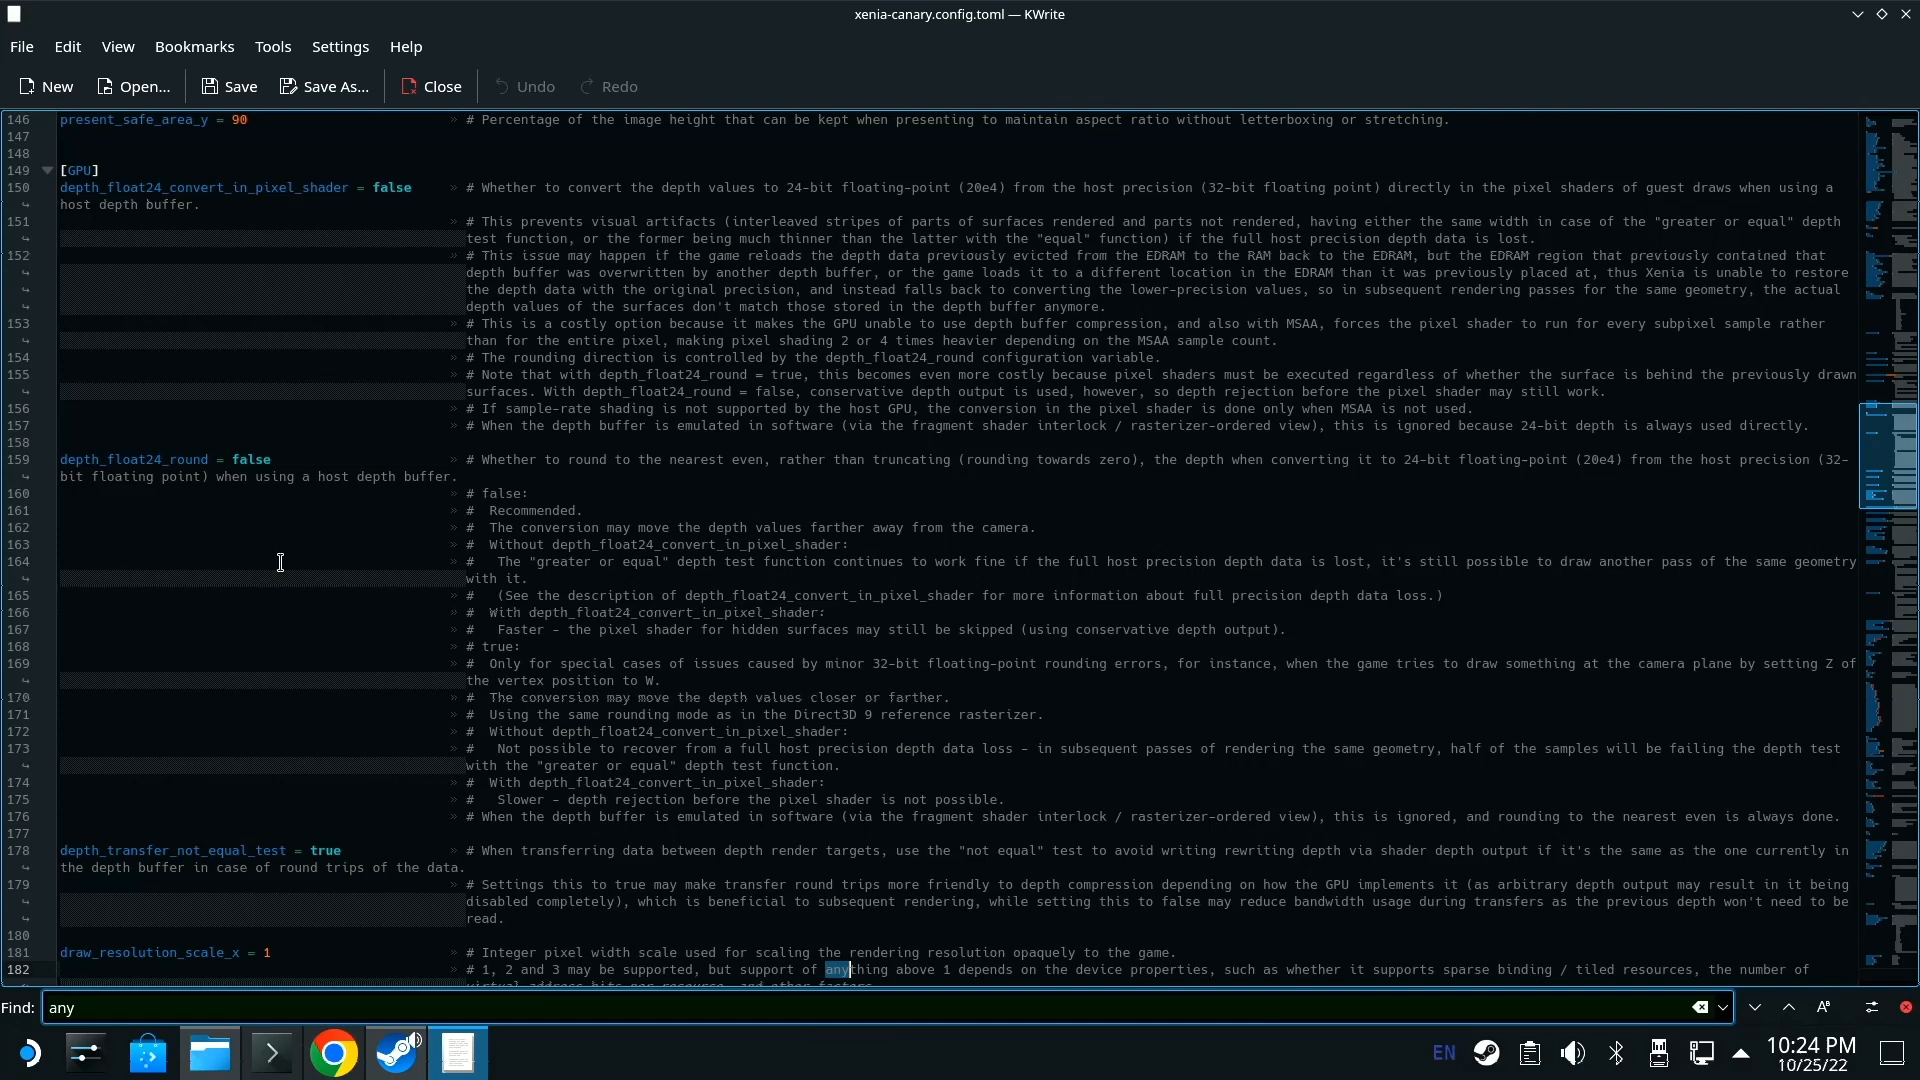 xenia-canary.config.toml — KWrite
File Edit View Bookmarks Tools Settings Help
New Open... Save Save As... Close Undo Redo
146 present_safe_area_y = 90 » # Percentage of the image height that can be kept when presenting to maintain aspect ratio without letterboxing or stretching.
147
148
149 [GPU]
150 depth_float24_convert_in_pixel_shader = false » # Whether to convert the depth values to 24-bit floating-point (20e4) from the host precision (32-bit floating point) directly in the pixel shaders of guest draws when using a
host depth buffer.
151 » # This prevents visual artifacts (interleaved stripes of parts of surfaces rendered and parts not rendered, having either the same width in case of the "greater or equal" depth
test function, or the former being much thinner than the latter with the "equal" function) if the full host precision depth data is lost.
152 » # This issue may happen if the game reloads the depth data previously evicted from the EDRAM to the RAM back to the EDRAM, but the EDRAM region that previously contained that
depth buffer was overwritten by another depth buffer, or the game loads it to a different location in the EDRAM than it was previously placed at, thus Xenia is unable to restore
the depth data with the original precision, and instead falls back to converting the lower-precision values, so in subsequent rendering passes for the same geometry, the actual
depth values of the surfaces don't match those stored in the depth buffer anymore.
153 » # This is a costly option because it makes the GPU unable to use depth buffer compression, and also with MSAA, forces the pixel shader to run for every subpixel sample rather
than for the entire pixel, making pixel shading 2 or 4 times heavier depending on the MSAA sample count.
154 » # The rounding direction is controlled by the depth_float24_round configuration variable.
155 » # Note that with depth_float24_round = true, this becomes even more costly because pixel shaders must be executed regardless of whether the surface is behind the previously drawn
surfaces. With depth_float24_round = false, conservative depth output is used, however, so depth rejection before the pixel shader may still work.
156 » # If sample-rate shading is not supported by the host GPU, the conversion in the pixel shader is done only when MSAA is not used.
157 » # When the depth buffer is emulated in software (via the fragment shader interlock / rasterizer-ordered view), this is ignored because 24-bit depth is always used directly.
158
159 depth_float24_round = false » # Whether to round to the nearest even, rather than truncating (rounding towards zero), the depth when converting it to 24-bit floating-point (20e4) from the host precision (32-
bit floating point) when using a host depth buffer.
160 » # false:
161 » #  Recommended.
162 » #  The conversion may move the depth values farther away from the camera.
163 » #  Without depth_float24_convert_in_pixel_shader:
164 » #   The "greater or equal" depth test function continues to work fine if the full host precision depth data is lost, it's still possible to draw another pass of the same geometry
with it.
165 » #   (See the description of depth_float24_convert_in_pixel_shader for more information about full precision depth data loss.)
166 » #  With depth_float24_convert_in_pixel_shader:
167 » #   Faster - the pixel shader for hidden surfaces may still be skipped (using conservative depth output).
168 » # true:
169 » #  Only for special cases of issues caused by minor 32-bit floating-point rounding errors, for instance, when the game tries to draw something at the camera plane by setting Z of
the vertex position to W.
170 » #  The conversion may move the depth values closer or farther.
171 » #  Using the same rounding mode as in the Direct3D 9 reference rasterizer.
172 » #  Without depth_float24_convert_in_pixel_shader:
173 » #   Not possible to recover from a full host precision depth data loss - in subsequent passes of rendering the same geometry, half of the samples will be failing the depth test
with the "greater or equal" depth test function.
174 » #  With depth_float24_convert_in_pixel_shader:
175 » #   Slower - depth rejection before the pixel shader is not possible.
176 » # When the depth buffer is emulated in software (via the fragment shader interlock / rasterizer-ordered view), this is ignored, and rounding to the nearest even is always done.
177
178 depth_transfer_not_equal_test = true » # When transferring data between depth render targets, use the "not equal" test to avoid writing rewriting depth via shader depth output if it's the same as the one currently in
the depth buffer in case of round trips of the data.
179 » # Settings this to true may make transfer round trips more friendly to depth compression depending on how the GPU implements it (as arbitrary depth output may result in it being
disabled completely), which is beneficial to subsequent rendering, while setting this to false may reduce bandwidth usage during transfers as the previous depth won't need to be
read.
180
181 draw_resolution_scale_x = 1 » # Integer pixel width scale used for scaling the rendering resolution opaquely to the game.
182 » # 1, 2 and 3 may be supported, but support of anything above 1 depends on the device properties, such as whether it supports sparse binding / tiled resources, the number of
virtual address bits per resource, and other factors.
Find: any
EN 10:24 PM
10/25/22